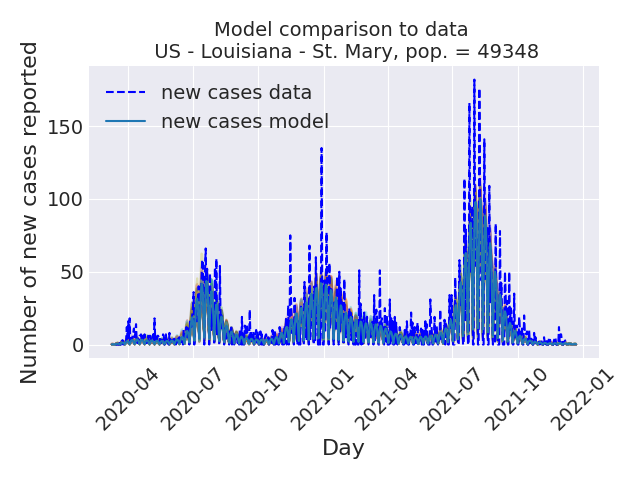 Model comparison to data
US - Louisiana - St. Mary, pop. = 49348
Number of new cases reported
new cases data
new cases model
150
100
50
0
2020-04
2020-07
2020-10
2021-01
2021-04
2021-07
2021-10
2022-01
Day